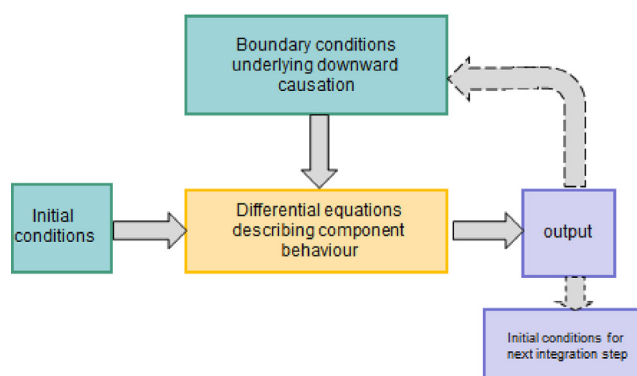 Boundary conditions
underlying downward
causation
Initial
conditions
Differential equations
describing component
behaviour
output
Initial conditions for
next integration step